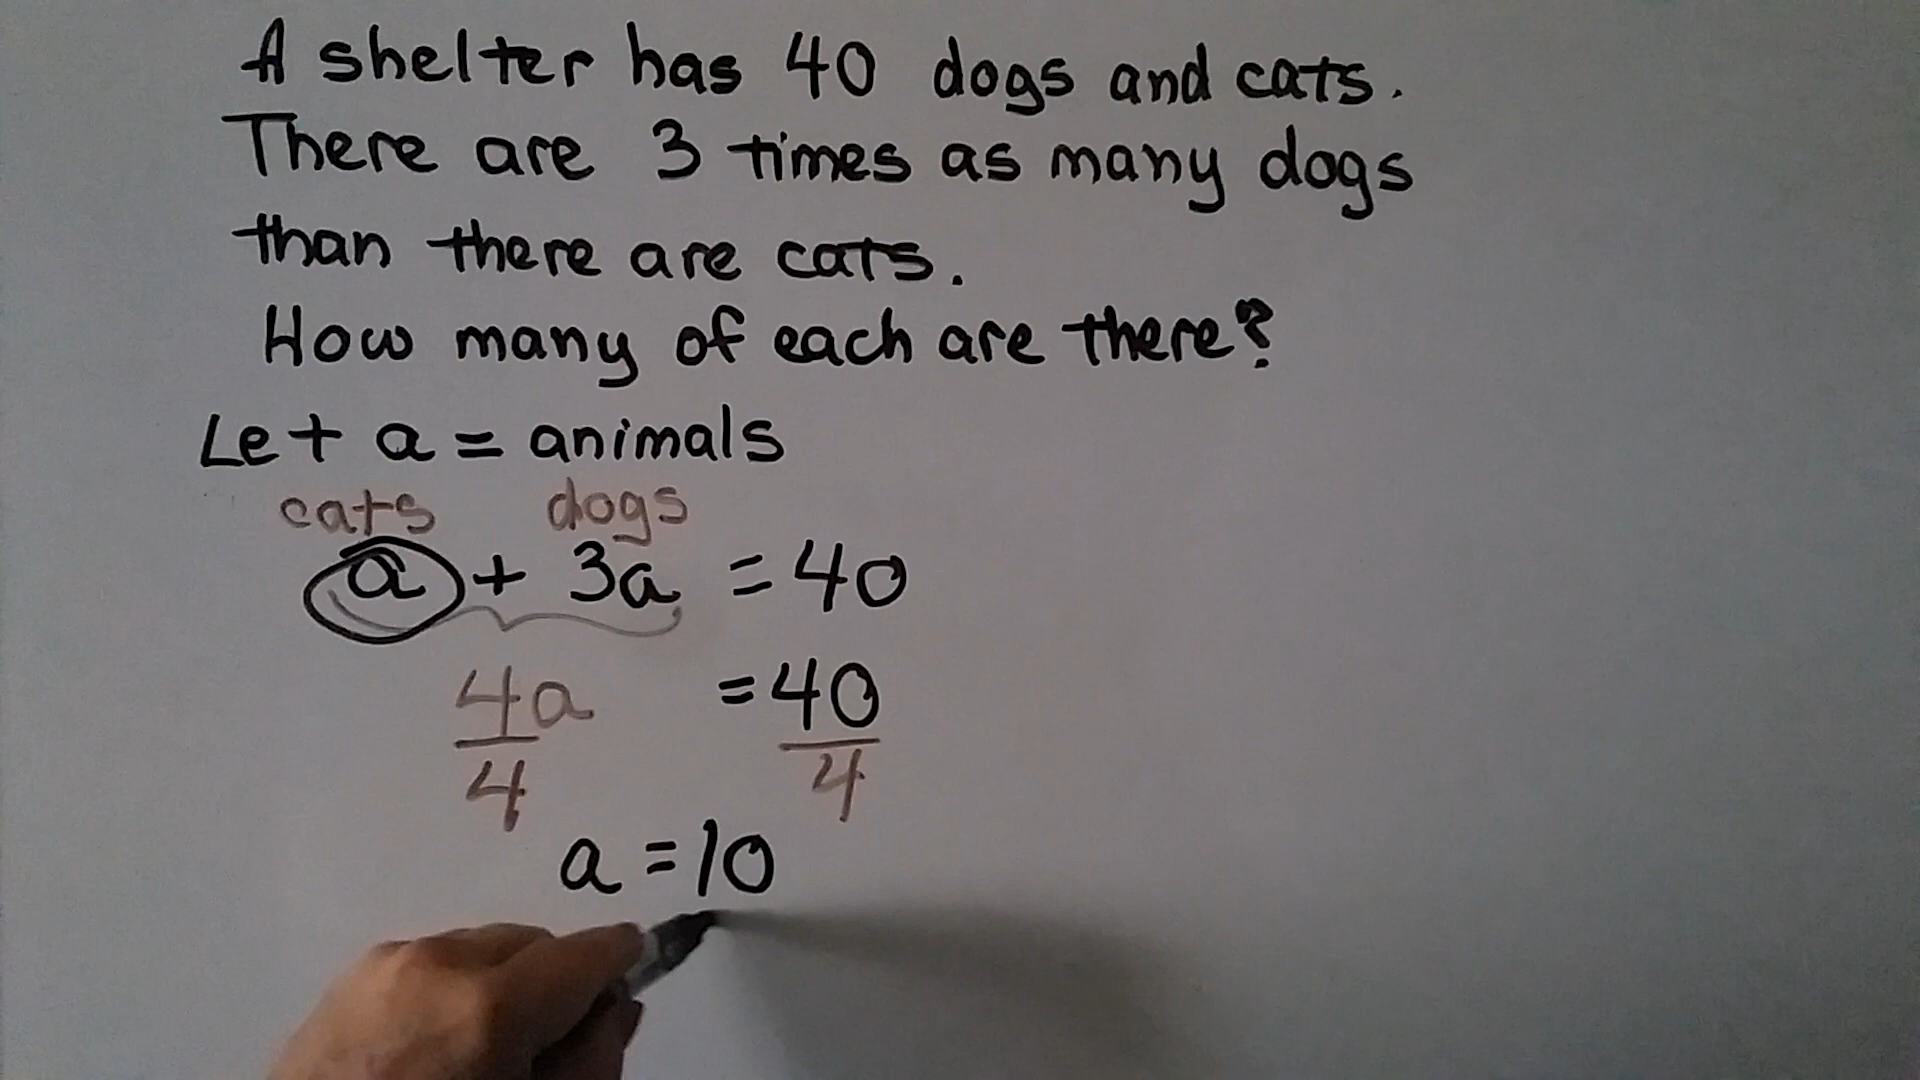 A shelter has 40 dogs and cats.
There are 3 times as many dogs
than there are cats.
How many of each are there?
Let a = animals
cats dogs
a + 3a = 40
4a = 40
4 4
a = 10